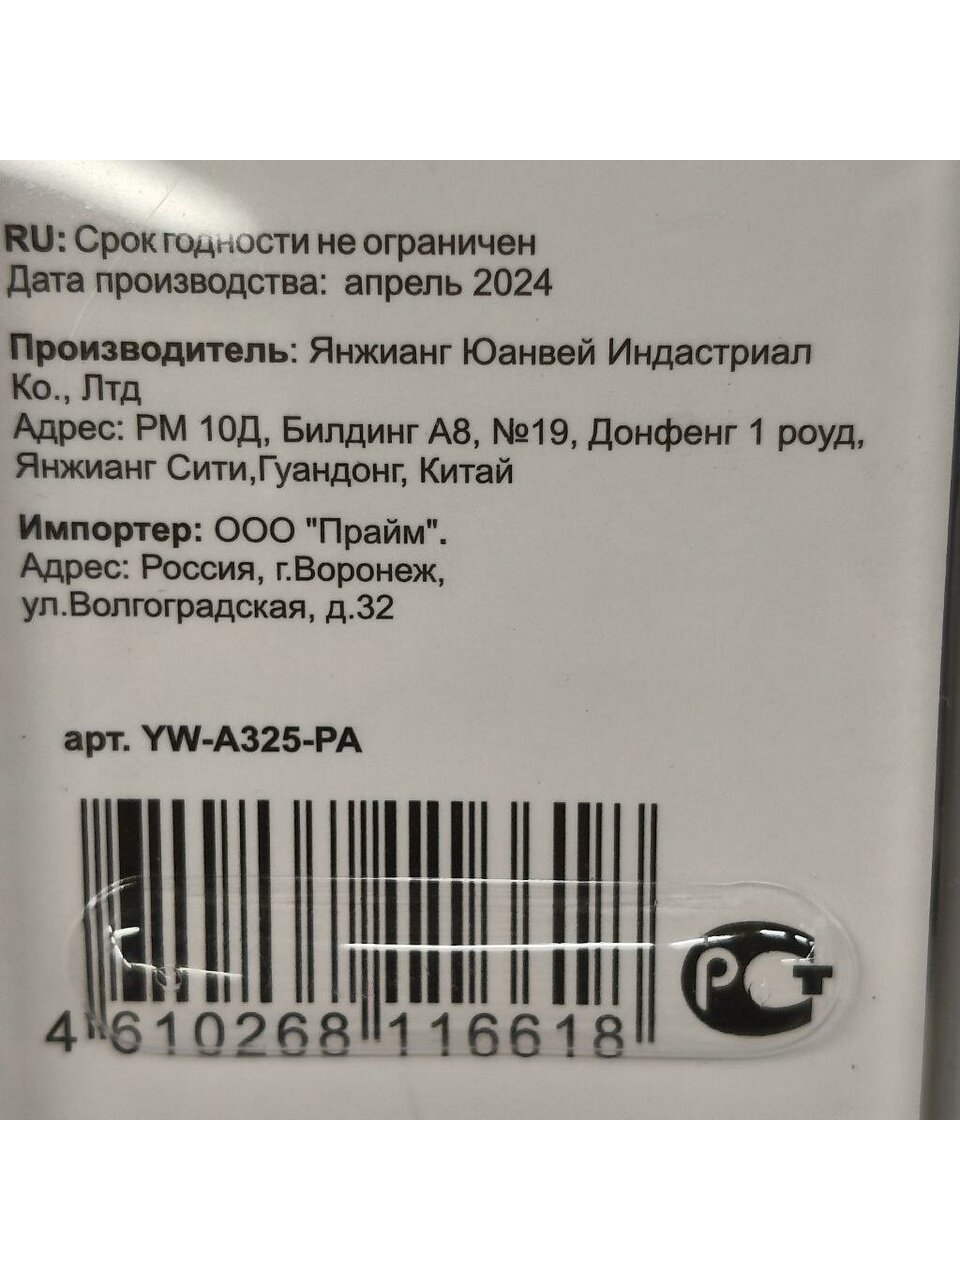 RU: Срок годности не ограничен
Дата производства: апрель 2024
Производитель: Янжианг Юанвей Индастриал
Ко., Лтд
Адрес: РМ 10Д, Билдинг А8, №19, Донфенг 1 роуд,
Янжианг Сити,Гуандонг, Китай
Импортер: ООО "Прайм".
Адрес: Россия, г.Воронеж,
ул.Волгоградская, д.32
арт. YW-A325-PA
РСТ
4 610268 116618